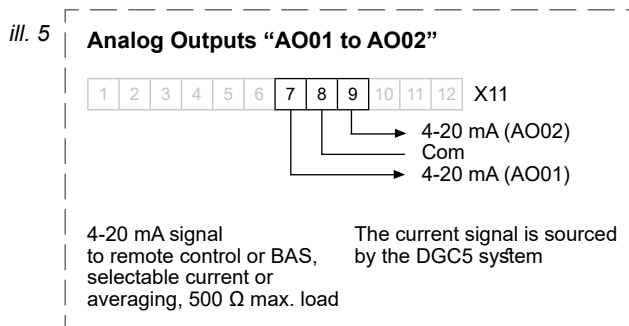 ill. 5
Analog Outputs “AO01 to AO02”
1 2 3 4 5 6 7 8 9 10 11 12 X11
4-20 mA (AO02)
Com
4-20 mA (AO01)
4-20 mA signal
to remote control or BAS,
selectable current or
averaging, 500 Ω max. load
The current signal is sourced
by the DGC5 system